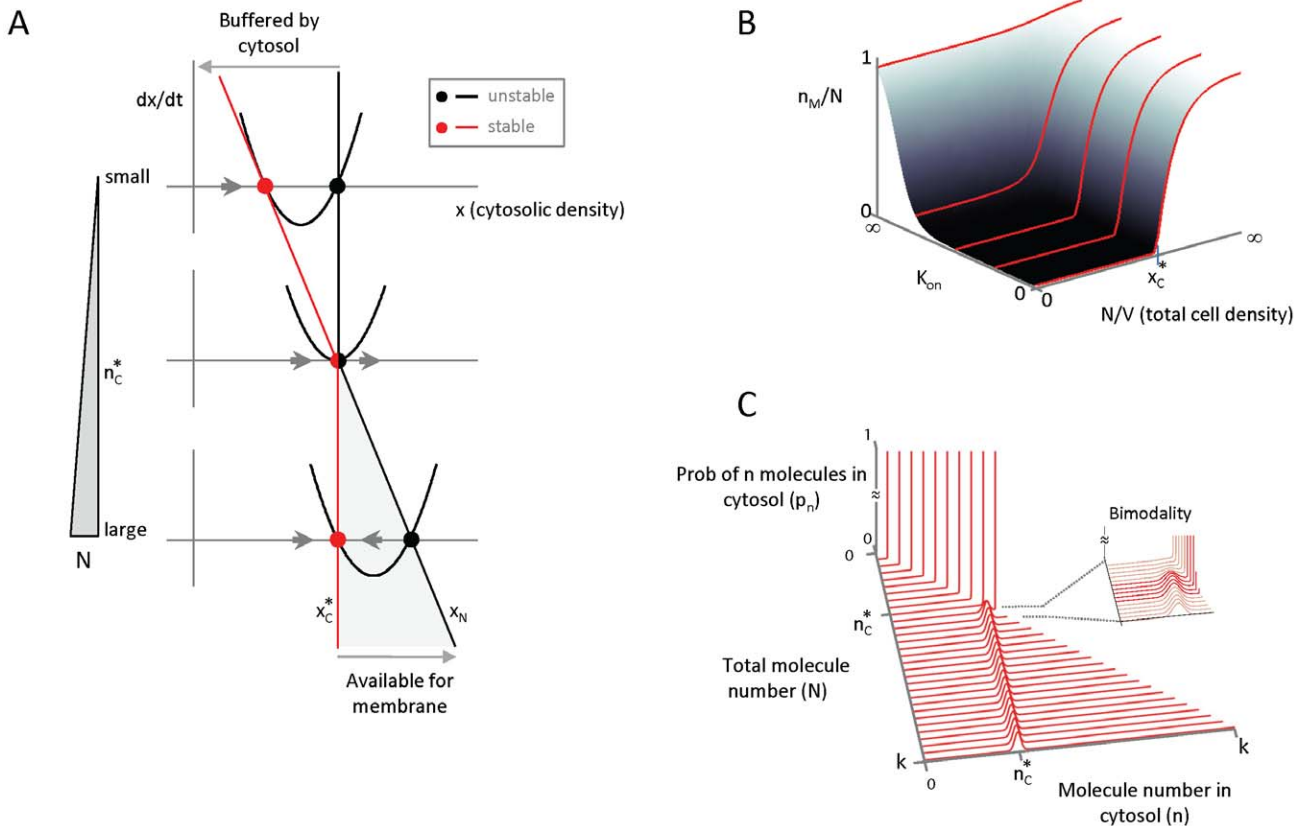 A
Buffered by
cytosol
dx/dt
unstable
stable
small
x (cytosolic density)
n*C
large
N
x*C
xN
Available for
membrane
B
1
nM/N
0
∞
Kon
0
0
x*C
∞
N/V (total cell density)
C
1
Prob of n molecules in
cytosol (pn)
≈
0
0
Bimodality
≈
n*C
Total molecule
number (N)
k
0
n*C
k
Molecule number in
cytosol (n)